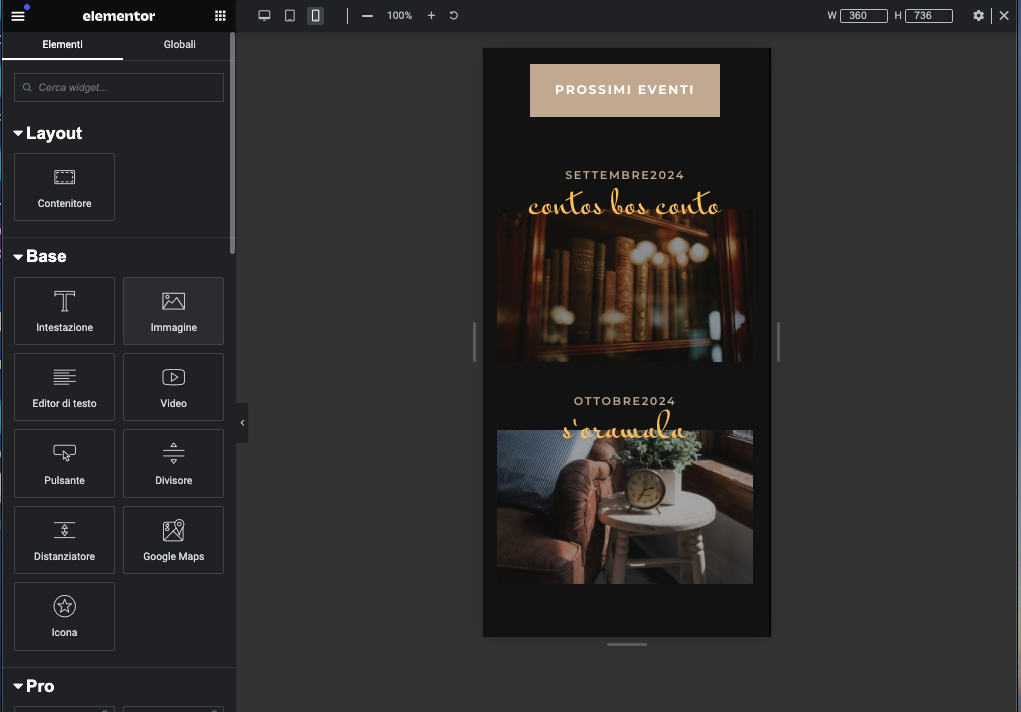 elementor
100%
W 360 H 736
Elementi Globali
Cerca widget...
Layout
Contenitore
Base
Intestazione Immagine
Editor di testo Video
Pulsante Divisore
Distanziatore Google Maps
Icona
Pro
PROSSIMI EVENTI
SETTEMBRE2024
contos bos conto
OTTOBRE2024
s'oramala